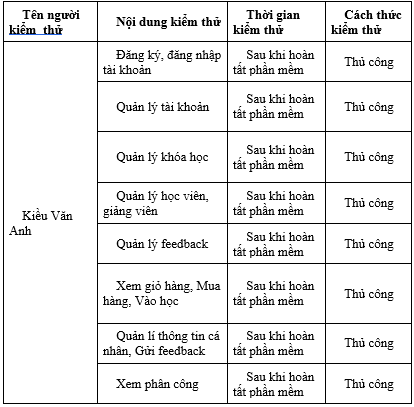 Tên người
kiểm thử
Nội dung kiểm thử
Thời gian
kiểm thử
Cách thức
kiểm thử
Kiều Văn
Anh
Đăng ký, đăng nhập
tài khoản
Sau khi hoàn
tất phần mềm
Thủ công
Quản lý tài khoản
Sau khi hoàn
tất phần mềm
Thủ công
Quản lý khóa học
Sau khi hoàn
tất phần mềm
Thủ công
Quản lý học viên,
giảng viên
Sau khi hoàn
tất phần mềm
Thủ công
Quản lý feedback
Sau khi hoàn
tất phần mềm
Thủ công
Xem giỏ hàng, Mua
hàng, Vào học
Sau khi hoàn
tất phần mềm
Thủ công
Quản lí thông tin cá
nhân, Gửi feedback
Sau khi hoàn
tất phần mềm
Thủ công
Xem phân công
Sau khi hoàn
tất phần mềm
Thủ công